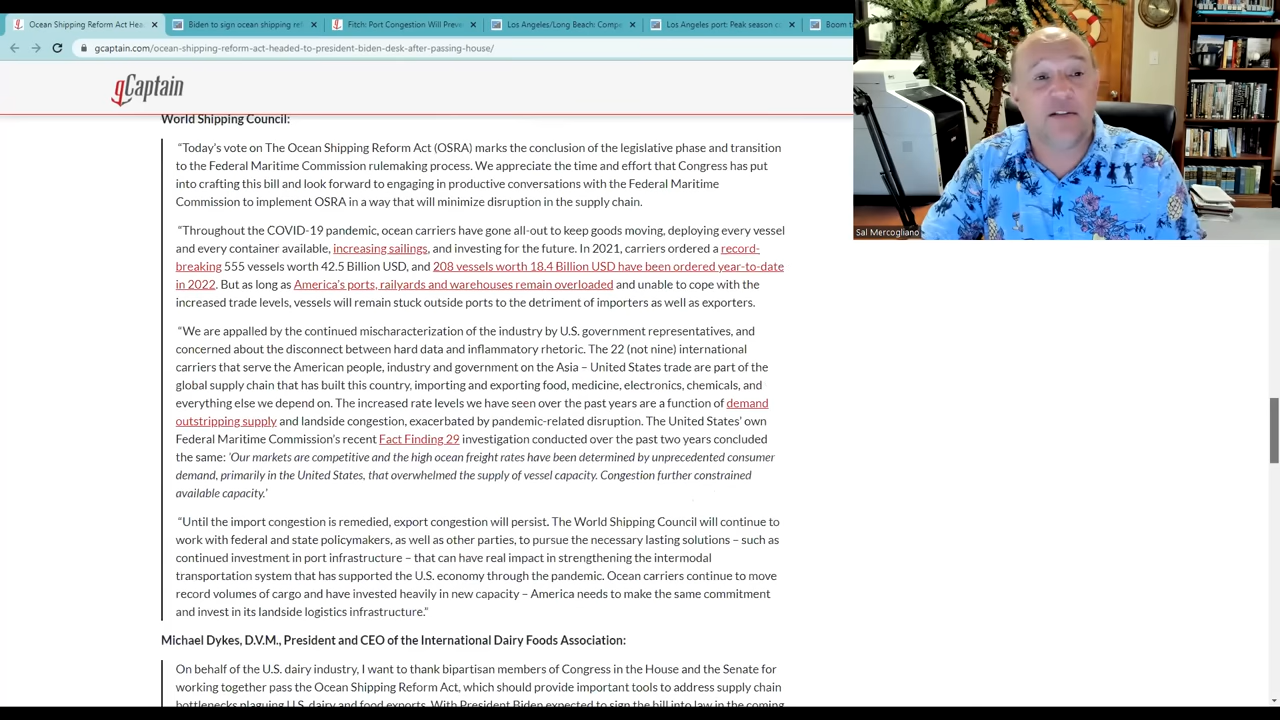 Ocean Shipping Reform Act Hea
Biden to sign ocean shipping ref
Fitch: Port Congestion Will Preve
Los Angeles/Long Beach: Compe
Los Angeles port: Peak season c
Boom t
gcaptain.com/ocean-shipping-reform-act-headed-to-president-biden-desk-after-passing-house/
gCaptain
World Shipping Council:
“Today’s vote on The Ocean Shipping Reform Act (OSRA) marks the conclusion of the legislative phase and transition
to the Federal Maritime Commission rulemaking process. We appreciate the time and effort that Congress has put
into crafting this bill and look forward to engaging in productive conversations with the Federal Maritime
Commission to implement OSRA in a way that will minimize disruption in the supply chain.
“Throughout the COVID-19 pandemic, ocean carriers have gone all-out to keep goods moving, deploying every vessel
and every container available, increasing sailings, and investing for the future. In 2021, carriers ordered a record-
breaking 555 vessels worth 42.5 Billion USD, and 208 vessels worth 18.4 Billion USD have been ordered year-to-date
in 2022. But as long as America’s ports, railyards and warehouses remain overloaded and unable to cope with the
increased trade levels, vessels will remain stuck outside ports to the detriment of importers as well as exporters.
“We are appalled by the continued mischaracterization of the industry by U.S. government representatives, and
concerned about the disconnect between hard data and inflammatory rhetoric. The 22 (not nine) international
carriers that serve the American people, industry and government on the Asia – United States trade are part of the
global supply chain that has built this country, importing and exporting food, medicine, electronics, chemicals, and
everything else we depend on. The increased rate levels we have seen over the past years are a function of demand
outstripping supply and landside congestion, exacerbated by pandemic-related disruption. The United States’ own
Federal Maritime Commission’s recent Fact Finding 29 investigation conducted over the past two years concluded
the same: ‘Our markets are competitive and the high ocean freight rates have been determined by unprecedented consumer
demand, primarily in the United States, that overwhelmed the supply of vessel capacity. Congestion further constrained
available capacity.’
“Until the import congestion is remedied, export congestion will persist. The World Shipping Council will continue to
work with federal and state policymakers, as well as other parties, to pursue the necessary lasting solutions – such as
continued investment in port infrastructure – that can have real impact in strengthening the intermodal
transportation system that has supported the U.S. economy through the pandemic. Ocean carriers continue to move
record volumes of cargo and have invested heavily in new capacity – America needs to make the same commitment
and invest in its landside logistics infrastructure.”
Michael Dykes, D.V.M., President and CEO of the International Dairy Foods Association:
On behalf of the U.S. dairy industry, I want to thank bipartisan members of Congress in the House and the Senate for
working together pass the Ocean Shipping Reform Act, which should provide important tools to address supply chain
bottlenecks plaguing U.S. dairy and food exports. With President Biden expected to sign the bill into law in the coming
Sal Mercogliano